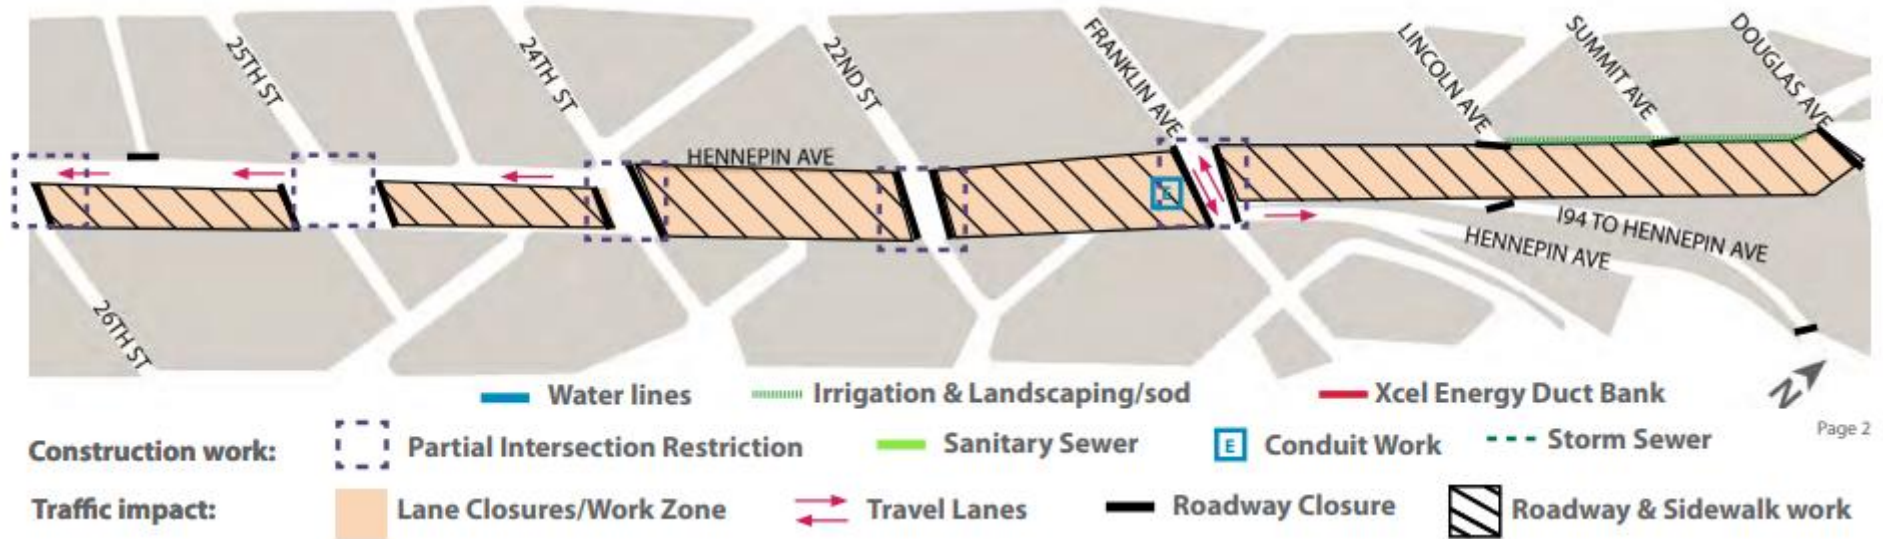 25TH ST
24TH ST
22ND ST
FRANKLIN AVE
LINCOLN AVE
SUMMIT AVE
DOUGLAS AVE
HENNEPIN AVE
E
I94 TO HENNEPIN AVE
HENNEPIN AVE
26TH ST
N
Water lines
Irrigation & Landscaping/sod
Xcel Energy Duct Bank
Page 2
Construction work:
Partial Intersection Restriction
Sanitary Sewer
E
Conduit Work
Storm Sewer
Traffic impact:
Lane Closures/Work Zone
Travel Lanes
Roadway Closure
Roadway & Sidewalk work